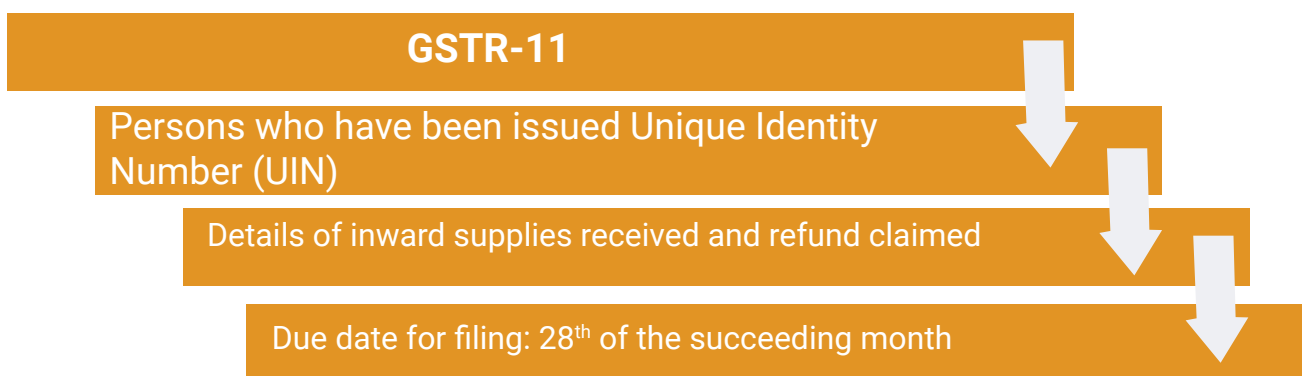 GSTR-11
Persons who have been issued Unique Identity
Number (UIN)
Details of inward supplies received and refund claimed
Due date for filing: 28th of the succeeding month